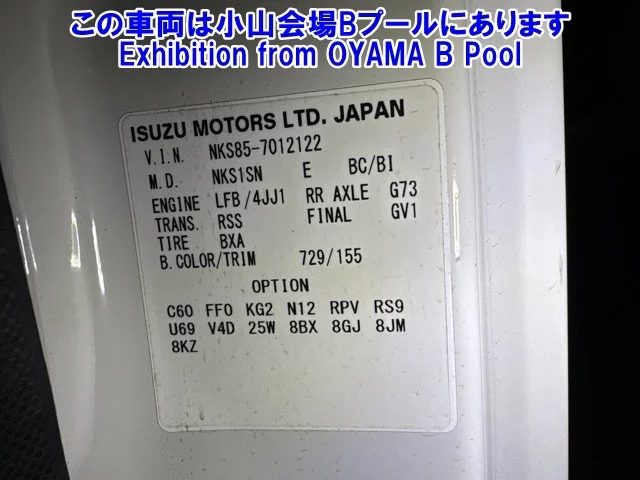 この車両は小山会場Bプールにあります
Exhibition from OYAMA B Pool
ISUZU MOTORS LTD. JAPAN
V.I.N. NKS85-7012122
M.D. NKS1SN E BC/BI
ENGINE LFB/4JJ1 RR AXLE G73
TRANS. RSS FINAL GV1
TIRE BXA
B.COLOR/TRIM 729/155
OPTION
C60 FF0 KG2 N12 RPV RS9
U69 V4D 25W 8BX 8GJ 8JM
8KZ